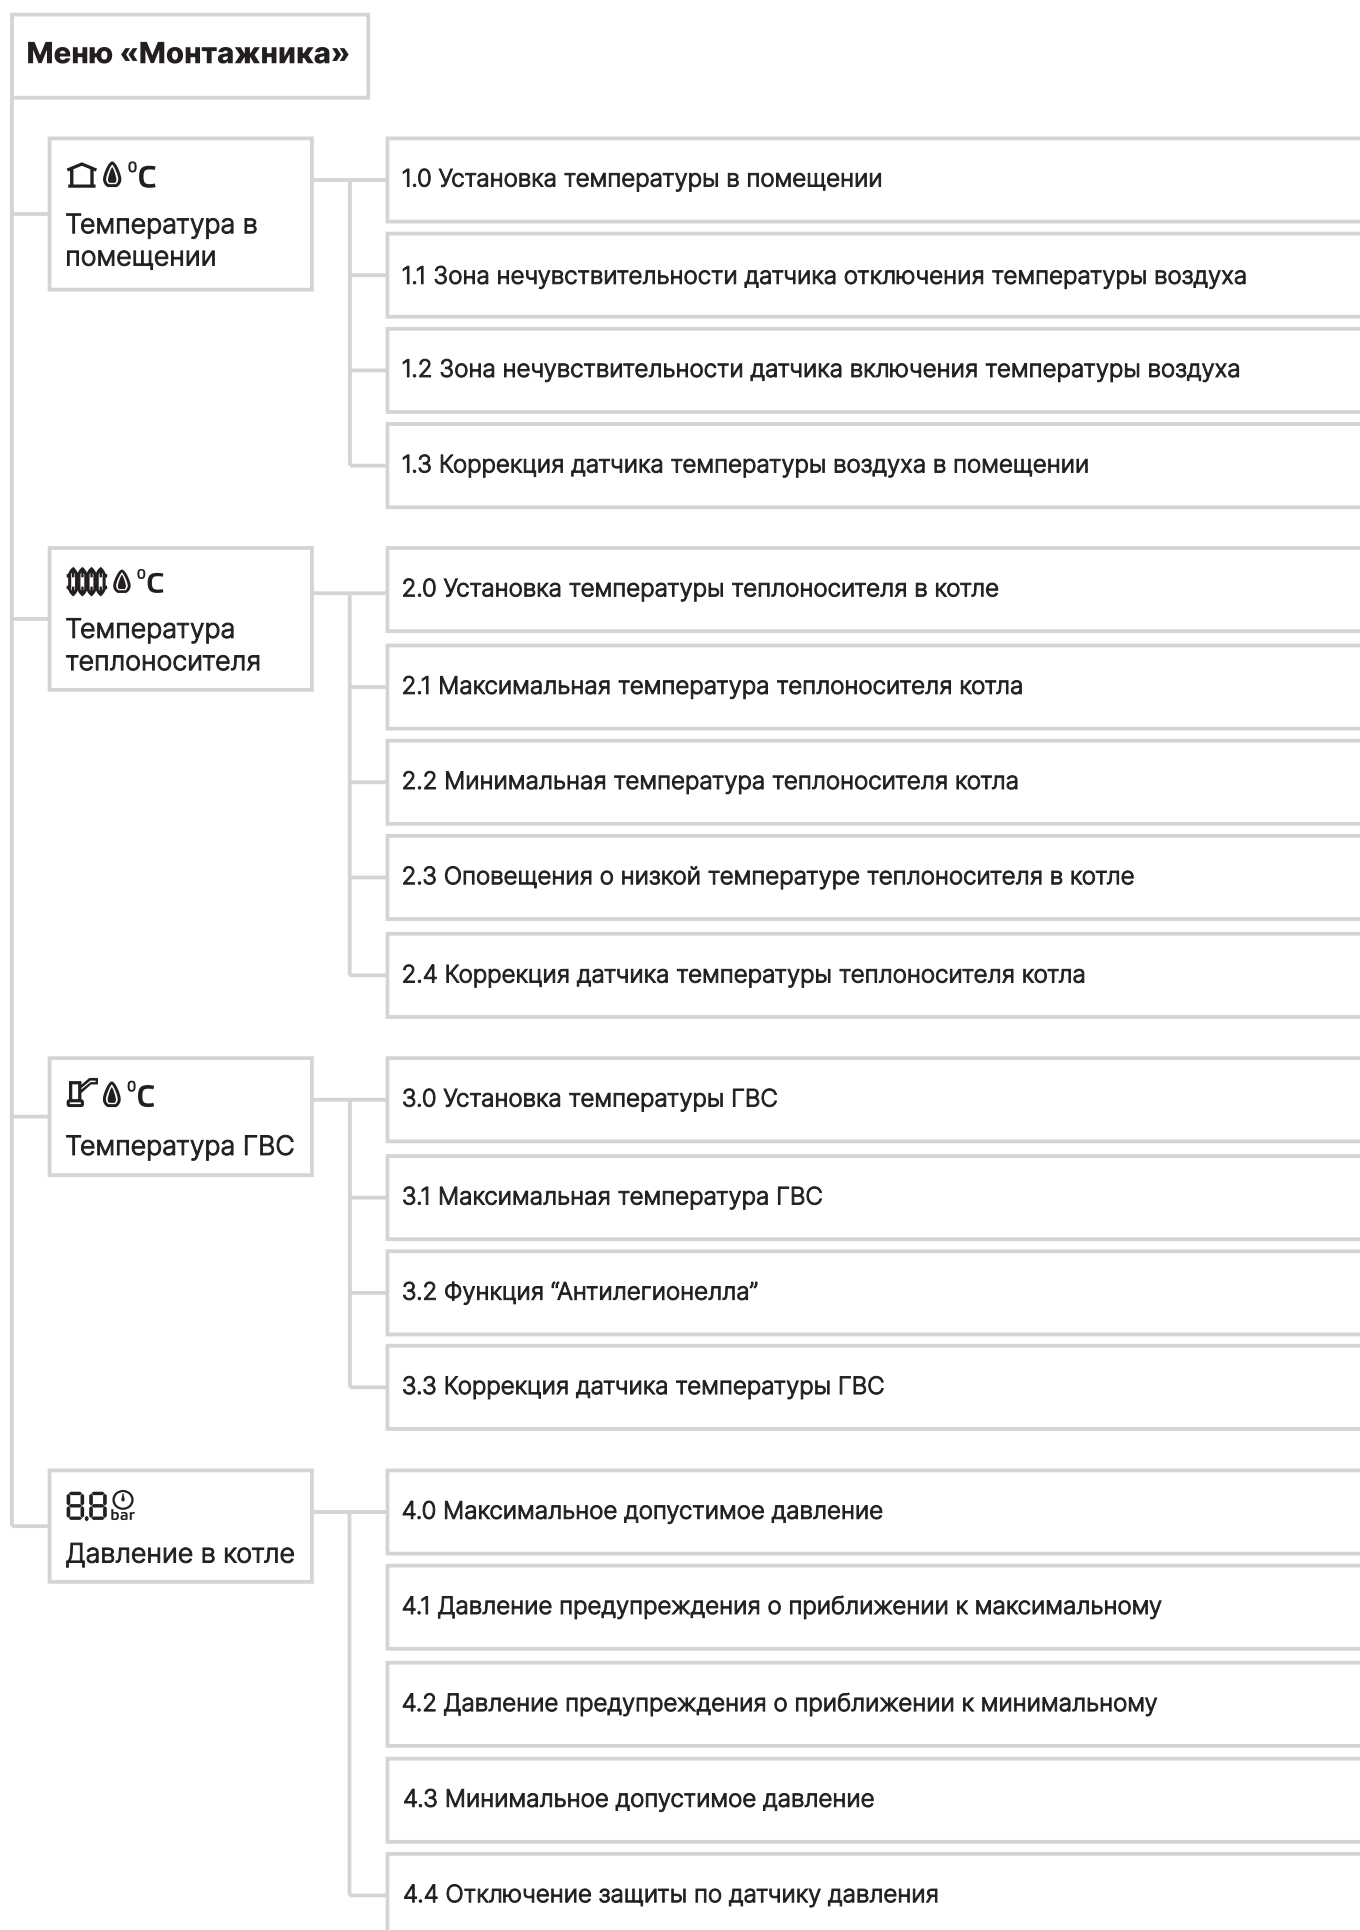 Меню «Монтажника»
⁰C
Температура в
помещении
1.0 Установка температуры в помещении
1.1 Зона нечувствительности датчика отключения температуры воздуха
1.2 Зона нечувствительности датчика включения температуры воздуха
1.3 Коррекция датчика температуры воздуха в помещении
⁰C
Температура
теплоносителя
2.0 Установка температуры теплоносителя в котле
2.1 Максимальная температура теплоносителя котла
2.2 Минимальная температура теплоносителя котла
2.3 Оповещения о низкой температуре теплоносителя в котле
2.4 Коррекция датчика температуры теплоносителя котла
⁰C
Температура ГВС
3.0 Установка температуры ГВС
3.1 Максимальная температура ГВС
3.2 Функция “Антилегионелла”
3.3 Коррекция датчика температуры ГВС
8.8 bar
Давление в котле
4.0 Максимальное допустимое давление
4.1 Давление предупреждения о приближении к максимальному
4.2 Давление предупреждения о приближении к минимальному
4.3 Минимальное допустимое давление
4.4 Отключение защиты по датчику давления